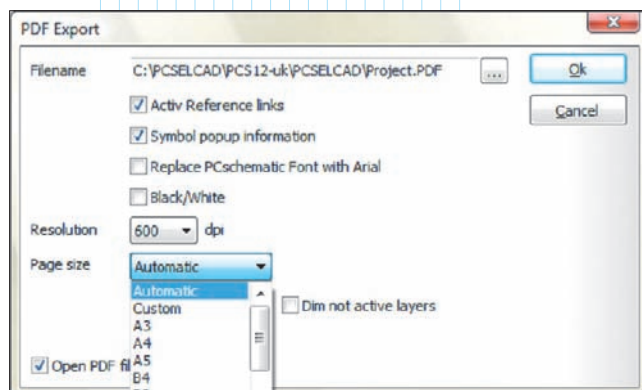 PDF Export
Filename C:\PCSELCAD\PCS12-uk\PCSELCAD\Project.PDF ... Ok
Activ Reference links Cancel
Symbol popup information
Replace PCschematic Font with Arial
Black/White
Resolution 600 dpi
Page size Automatic
Automatic
Custom
Dim not active layers
A3
A4
A5
Open PDF
B4